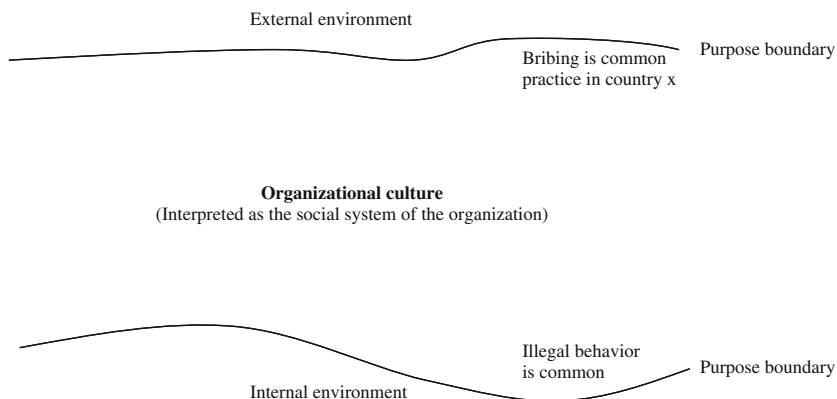 External environment
Purpose boundary
Bribing is common
practice in country x
Organizational culture
(Interpreted as the social system of the organization)
Illegal behavior
is common
Purpose boundary
Internal environment